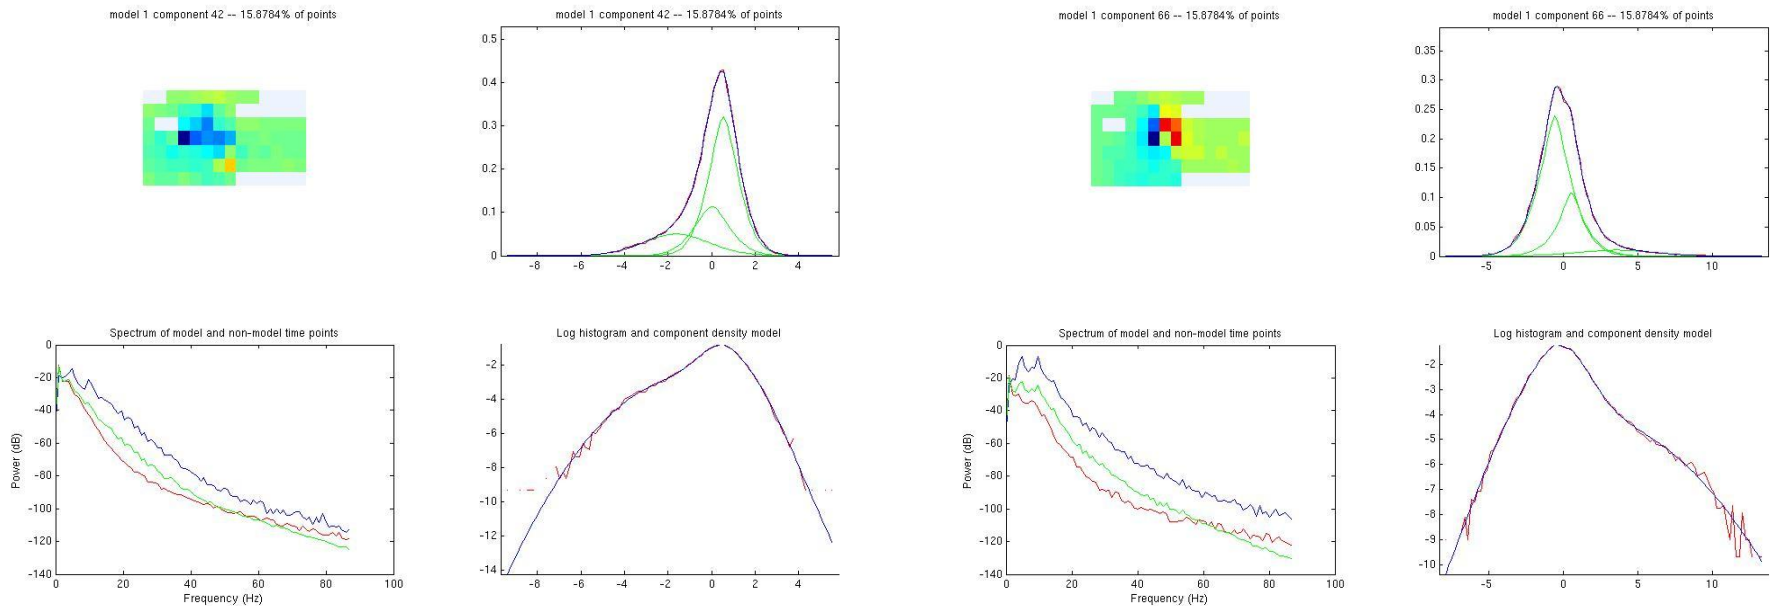 model 1 component 42 -- 15.8784% of points
0.5
0.4
0.3
0.2
0.1
0
-8 -6 -4 -2 0 2 4
Spectrum of model and non-model time points
Power (dB)
0
-20
-40
-60
-80
-100
-120
-140
0 20 40 60 80 100
Frequency (Hz)
Log histogram and component density model
-2
-4
-6
-8
-10
-12
-14
-8 -6 -4 -2 0 2 4
model 1 component 42 -- 15.8784% of points
model 1 component 66 -- 15.8784% of points
model 1 component 66 -- 15.8784% of points
0.35
0.3
0.25
0.2
0.15
0.1
0.05
0
-5 0 5 10
Spectrum of model and non-model time points
Power (dB)
0
-20
-40
-60
-80
-100
-120
-140
0 20 40 60 80 100
Frequency (Hz)
Log histogram and component density model
-2
-3
-4
-5
-6
-7
-8
-9
-10
-5 0 5 10